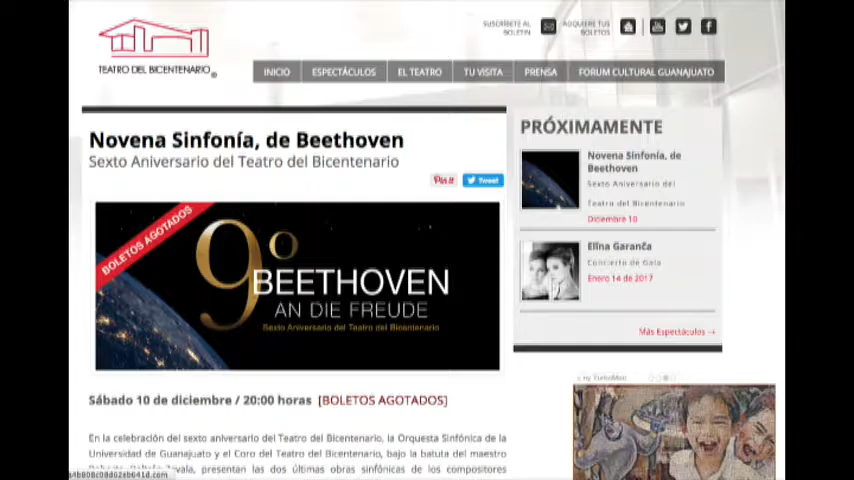 SUSCRÍBETE AL
BOLETÍN
ADQUIERE TUS
BOLETOS
TEATRO DEL BICENTENARIO
INICIO
ESPECTÁCULOS
EL TEATRO
TU VISITA
PRENSA
FORUM CULTURAL GUANAJUATO
Novena Sinfonía, de Beethoven
Sexto Aniversario del Teatro del Bicentenario
Pin it
Tweet
BOLETOS AGOTADOS
9º
BEETHOVEN
AN DIE FREUDE
Sexto Aniversario del Teatro del Bicentenario
Sábado 10 de diciembre / 20:00 horas [BOLETOS AGOTADOS]
En la celebración del sexto aniversario del Teatro del Bicentenario, la Orquesta Sinfónica de la
Universidad de Guanajuato y el Coro del Teatro del Bicentenario, bajo la batuta del maestro
presentan las dos últimas obras sinfónicas de los compositores
PRÓXIMAMENTE
Novena Sinfonía, de
Beethoven
Sexto Aniversario del
Teatro del Bicentenario
Diciembre 10
Elīna Garanča
Concierto de Gala
Enero 14 de 2017
Más Espectáculos →